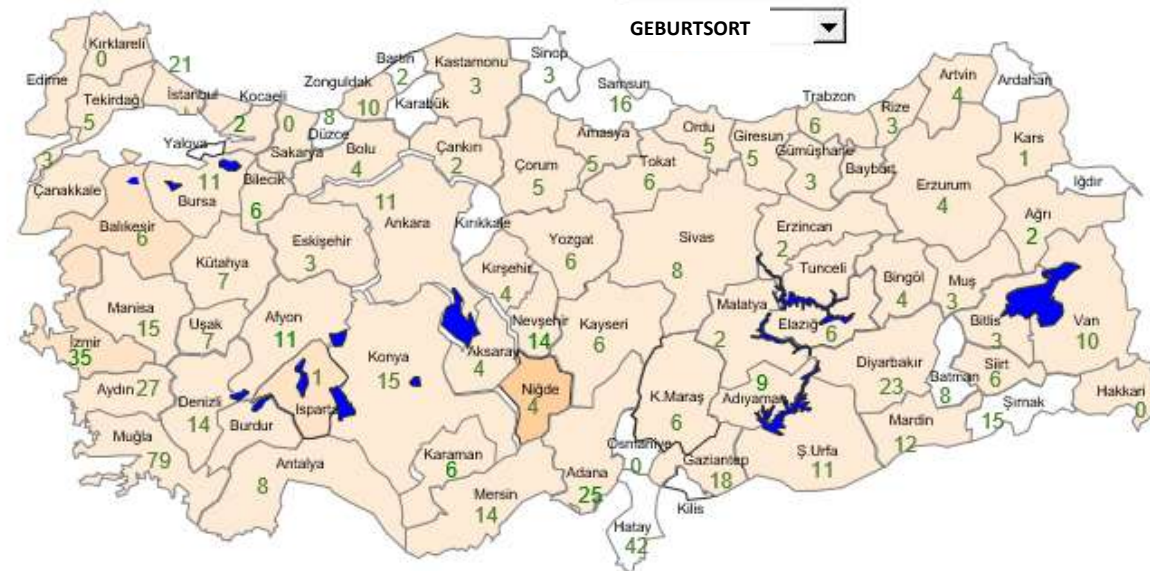 GEBURTSORT
Kırklareli
0
Edirne
21
Tekirdağ
5
İstanbul
Kocaeli
2
Zonguldak
10
Bartın
2
Kastamonu
3
Sinop
3
Samsun
16
Karabük
8
Düzce
0
Sakarya
Yalova
3
Çanakkale
Bolu
4
Çankırı
2
Çorum
5
Amasya
5
Tokat
6
Ordu
5
Giresun
5
Trabzon
6
Rize
3
Artvin
4
Ardahan
Kars
1
Gümüşhane
3
Bayburt
Erzurum
4
Iğdır
Ağrı
2
Bursa
11
Bilecik
6
Balıkesir
6
Ankara
11
Kırıkkale
Eskişehir
3
Kütahya
7
Yozgat
6
Kırşehir
4
Sivas
8
Erzincan
2
Tunceli
Bingöl
4
Muş
3
Bitlis
3
Van
10
Manisa
15
İzmir
35
Uşak
7
Afyon
11
Konya
15
Aksaray
4
Nevşehir
14
Kayseri
6
Malatya
2
Elazığ
6
Diyarbakır
23
Batman
8
Siirt
6
Şırnak
15
Hakkari
0
Aydın
27
Denizli
14
Isparta
1
Burdur
Niğde
4
K.Maraş
6
Adıyaman
9
Mardin
12
Ş.Urfa
11
Muğla
79
Antalya
8
Karaman
6
Mersin
14
Adana
25
Osmaniye
0
Gaziantep
18
Kilis
Hatay
42